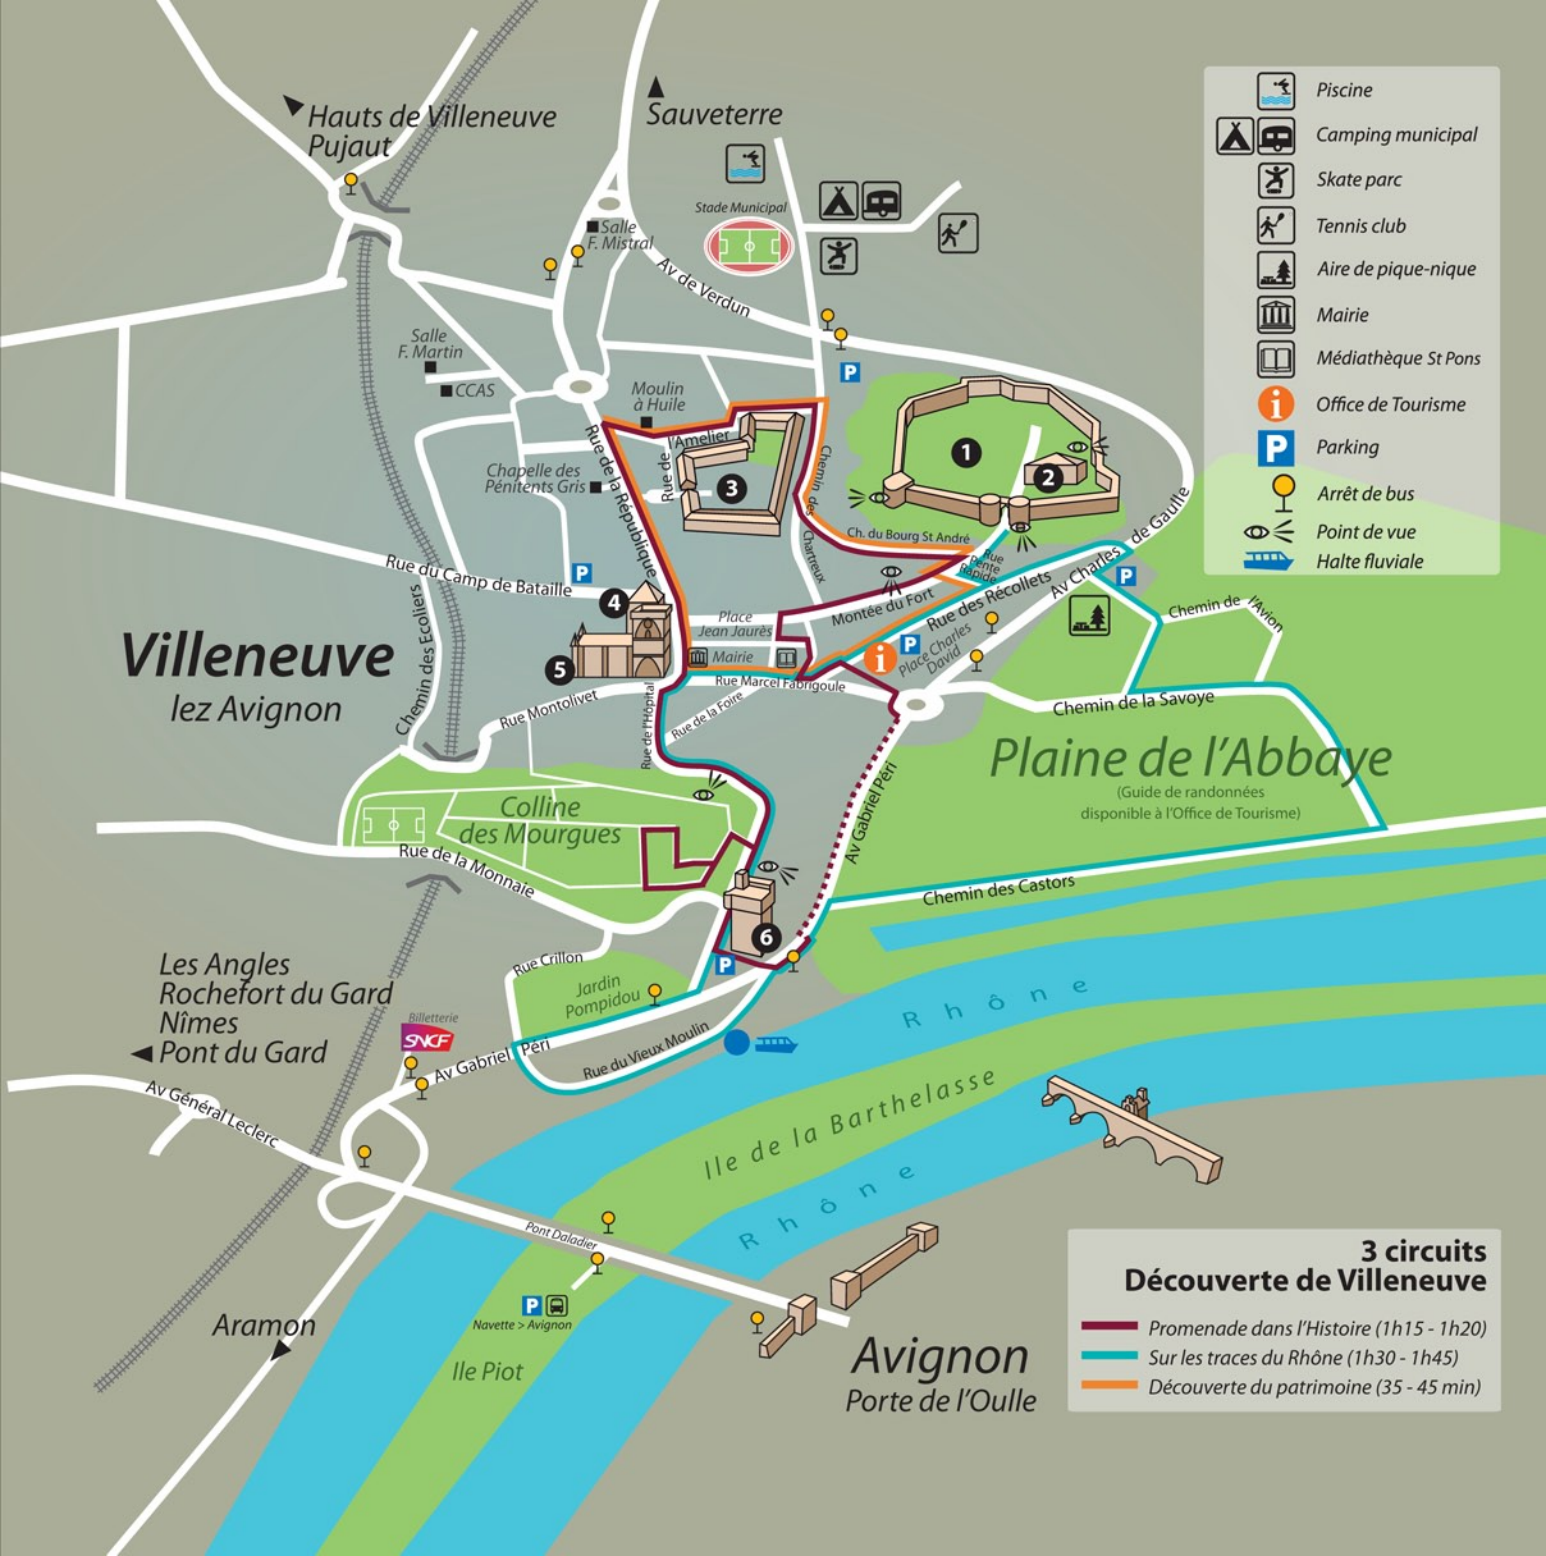 Hauts de Villeneuve
Pujaut
Sauveterre
Piscine
Camping municipal
Skate parc
Tennis club
Aire de pique-nique
Mairie
Médiathèque St Pons
i Office de Tourisme
P Parking
Arrêt de bus
Point de vue
Halte fluviale
Stade Municipal
Salle
F. Mistral
Av de Verdun
Salle
F. Martin
CCAS
P
Moulin
à Huile
Rue de
l'Amelier
Rue de la République
Chapelle des
Pénitents Gris
Chemin des
Chartreux
1
2
3
Ch. du Bourg St André
Rue
Pente
Rapide
Av Charles de Gaulle
Rue du Camp de Bataille
P
4
5
Chemin des Ecoliers
Place
Jean Jaurès
Mairie
Montée du Fort
Rue des Récollets
P
Chemin de l'Avion
i
P
Place Charles
David
Villeneuve
lez Avignon
Rue Marcel Fabrigoule
Rue Montolivet
Rue de l'Hôpital
Rue de la Foire
Chemin de la Savoye
Plaine de l'Abbaye
(Guide de randonnées
disponible à l'Office de Tourisme)
Colline
des Mourgues
Av Gabriel Péri
Rue de la Monnaie
Chemin des Castors
6
P
Rue Crillon
Jardin
Pompidou
Les Angles
Rochefort du Gard
Nîmes
Pont du Gard
Billetterie
SNCF
Av Gabriel Péri
Rue du Vieux Moulin
Rhône
Ile de la Barthelasse
Rhône
Av Général Leclerc
Pont Daladier
P
Navette > Avignon
Aramon
Ile Piot
Avignon
Porte de l'Oulle
3 circuits
Découverte de Villeneuve
Promenade dans l'Histoire (1h15 - 1h20)
Sur les traces du Rhône (1h30 - 1h45)
Découverte du patrimoine (35 - 45 min)